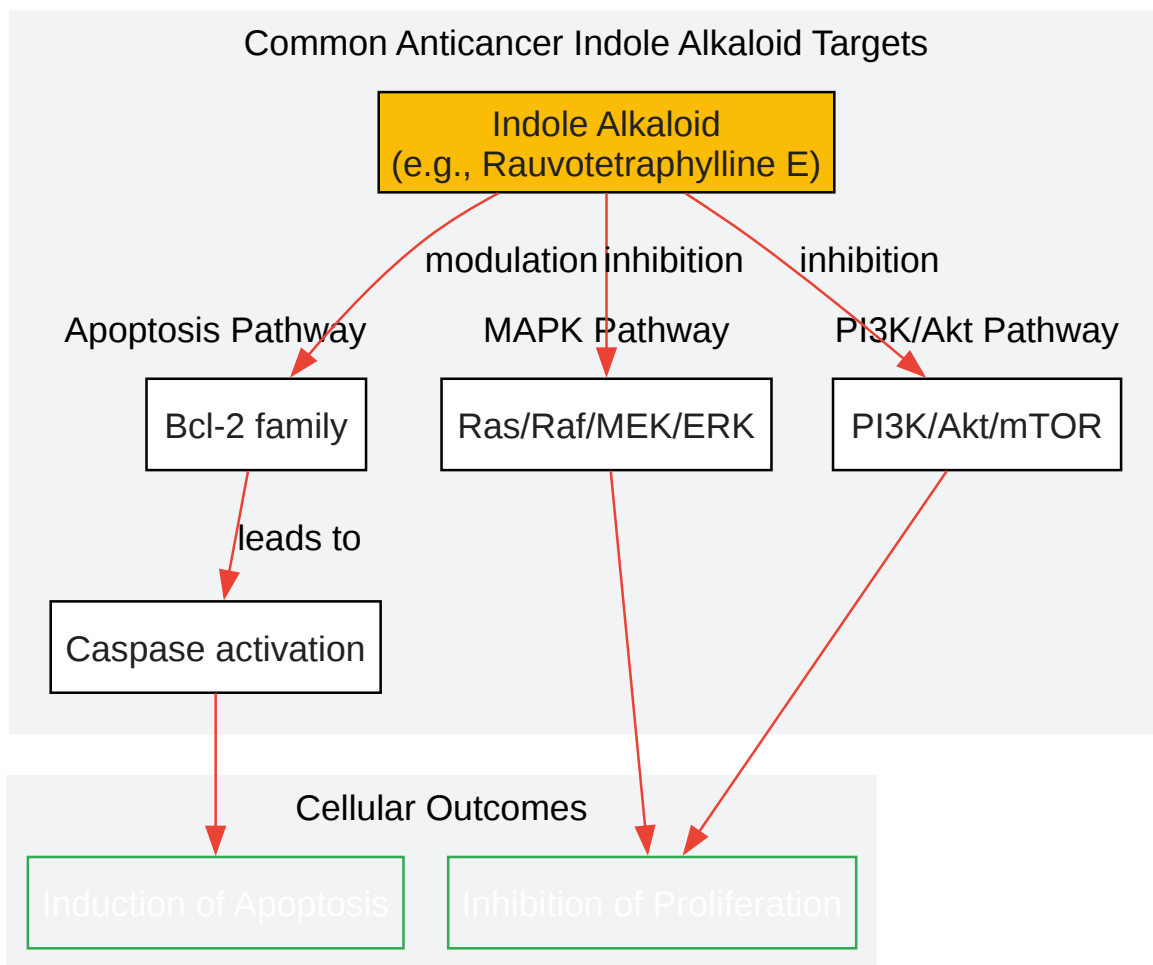 Common Anticancer Indole Alkaloid Targets
Indole Alkaloid
(e.g., Rauvotetraphylline E)
modulation
inhibition
inhibition
Apoptosis Pathway
MAPK Pathway
PI3K/Akt Pathway
Bcl-2 family
Ras/Raf/MEK/ERK
PI3K/Akt/mTOR
leads to
Caspase activation
Cellular Outcomes
Induction of Apoptosis
Inhibition of Proliferation